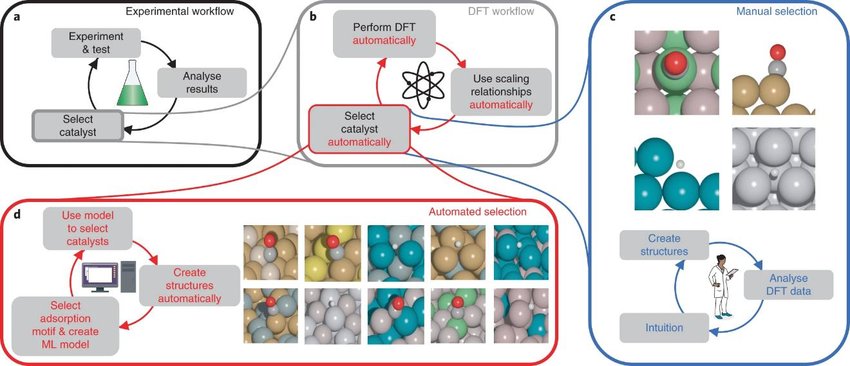 a
Experimental workflow
Experiment
& test
Analyse
results
Select
catalyst
b
DFT workflow
Perform DFT
automatically
Use scaling
relationships
automatically
Select
catalyst
automatically
c
Manual selection
Create
structures
Analyse
DFT data
Intuition
d
Automated selection
Use model
to select
catalysts
Create
structures
automatically
Select
adsorption
motif & create
ML model